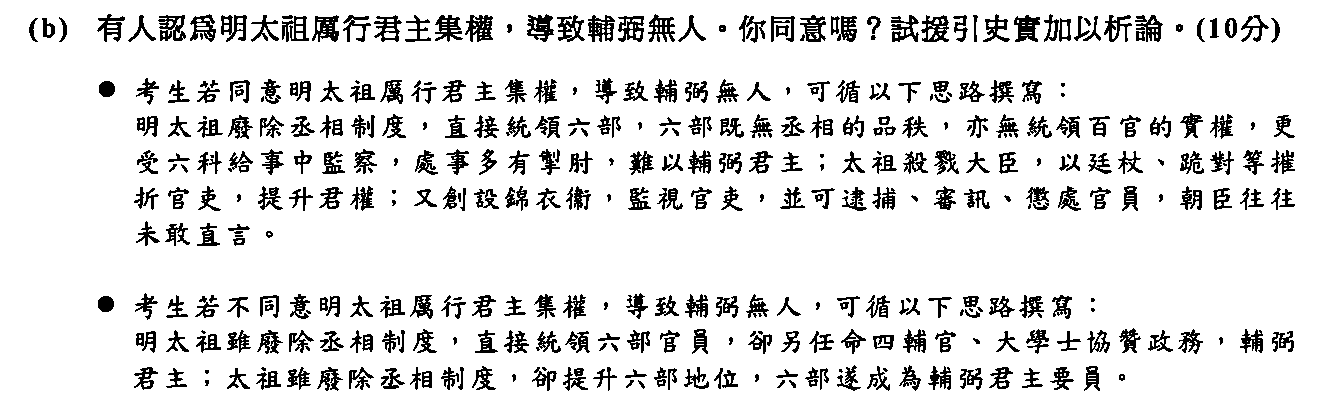 (b) 有人認為明太祖厲行君主集權，導致輔弼無人。你同意嗎？試援引史實加以析論。(10分)
● 考生若同意明太祖厲行君主集權，導致輔弼無人，可循以下思路撰寫：
明太祖廢除丞相制度，直接統領六部，六部既無丞相的品秩，亦無統領百官的實權，更
受六科給事中監察，處事多有掣肘，難以輔弼君主；太祖殺戮大臣，以廷杖、跪對等摧
折官吏，提升君權；又創設錦衣衞，監視官吏，並可逮捕、審訊、懲處官員，朝臣往往
未敢直言。
● 考生若不同意明太祖厲行君主集權，導致輔弼無人，可循以下思路撰寫：
明太祖雖廢除丞相制度，直接統領六部官員，卻另任命四輔官、大學士協贊政務，輔弼
君主；太祖雖廢除丞相制度，卻提升六部地位，六部遂成為輔弼君主要員。